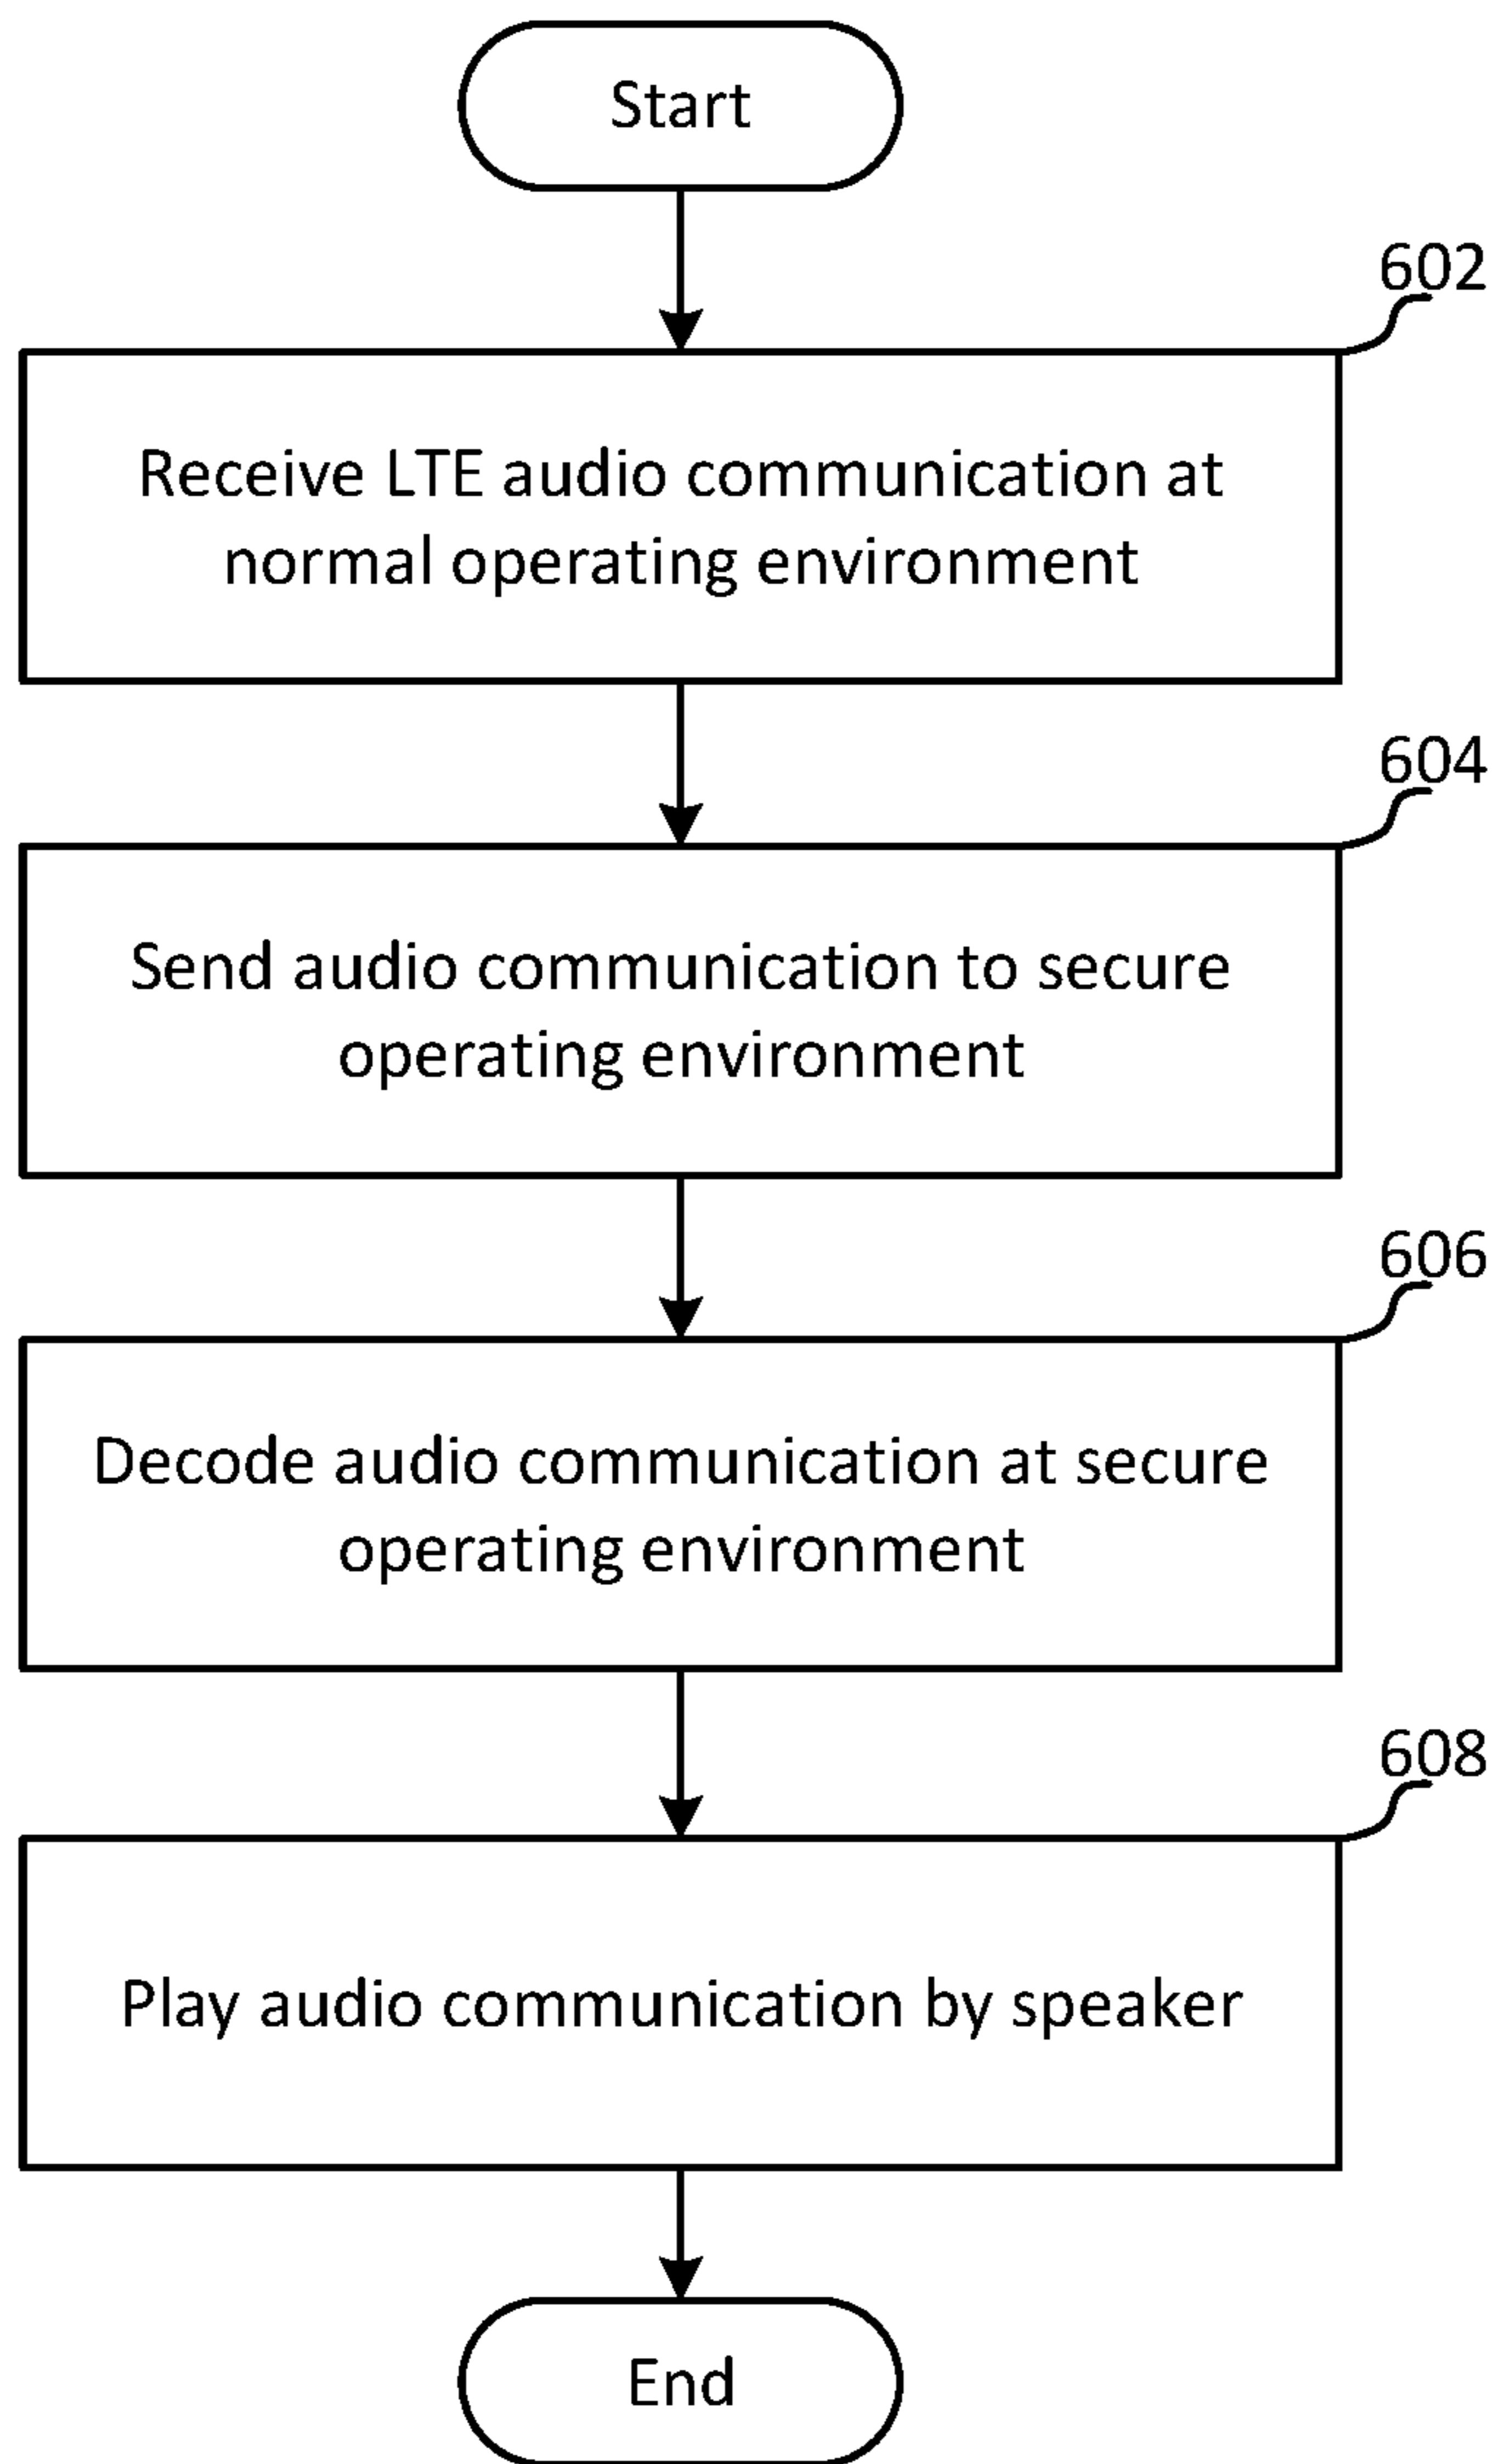 Start
602
Receive LTE audio communication at
normal operating environment
604
Send audio communication to secure
operating environment
606
Decode audio communication at secure
operating environment
608
Play audio communication by speaker
End